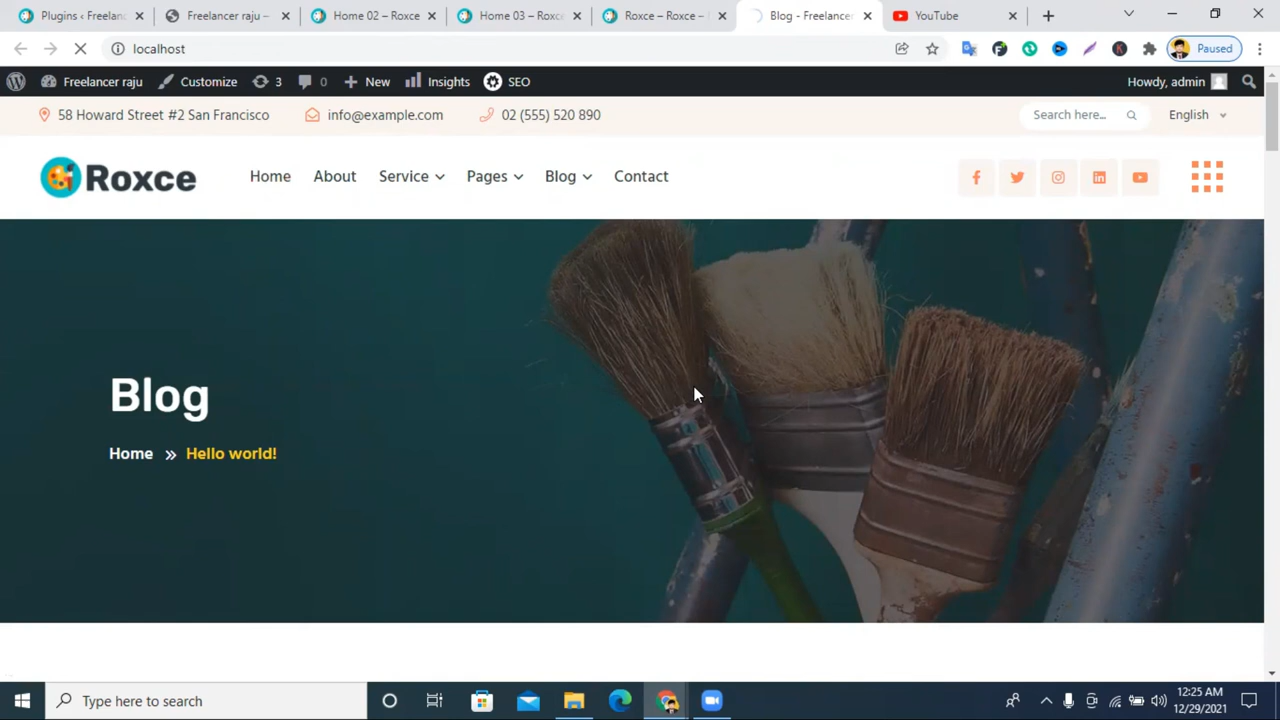 Plugins ‹ Freelanc
Freelancer raju –
Home 02 – Roxce
Home 03 – Roxce
Roxce – Roxce –
Blog - Freelancer
YouTube
localhost
Paused
Freelancer raju
Customize
3
0
New
Insights
SEO
Howdy, admin
58 Howard Street #2 San Francisco
info@example.com
02 (555) 520 890
Search here...
English
Roxce
Home
About
Service
Pages
Blog
Contact
Blog
Home » Hello world!
Type here to search
12:25 AM
12/29/2021